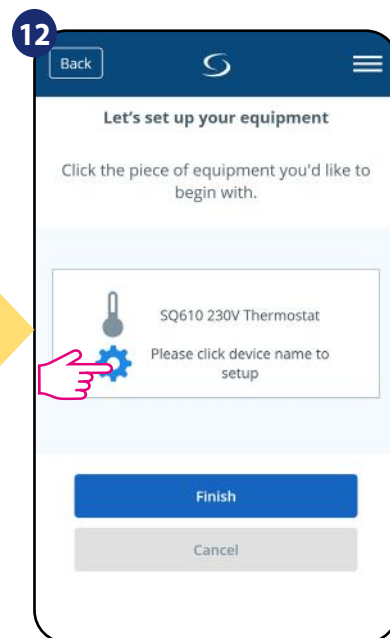 12
Back
Let's set up your equipment
Click the piece of equipment you'd like to
begin with.
SQ610 230V Thermostat
Please click device name to
setup
Finish
Cancel